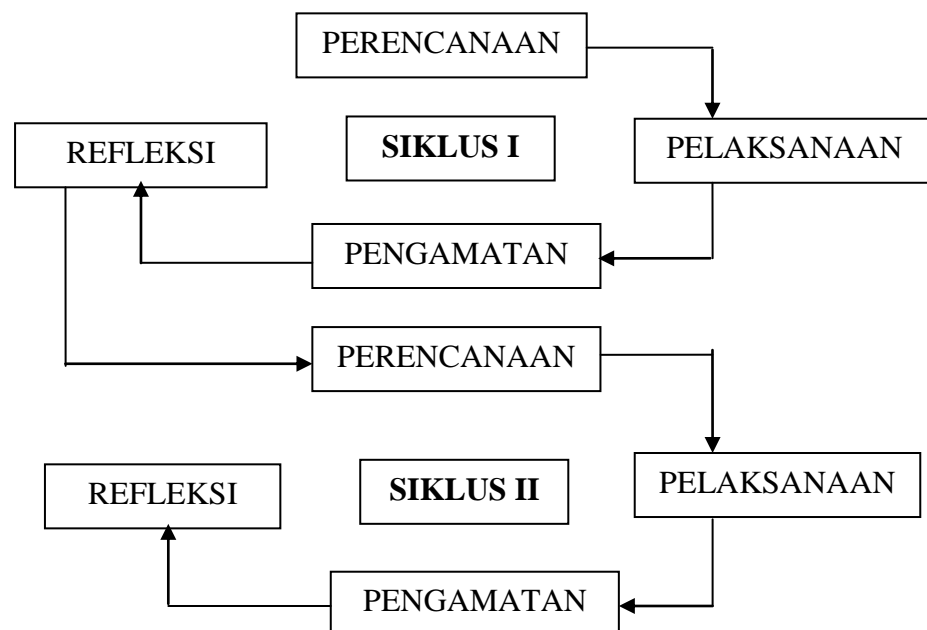 PERENCANAAN
REFLEKSI
SIKLUS I
PELAKSANAAN
PENGAMATAN
PERENCANAAN
REFLEKSI
SIKLUS II
PELAKSANAAN
PENGAMATAN